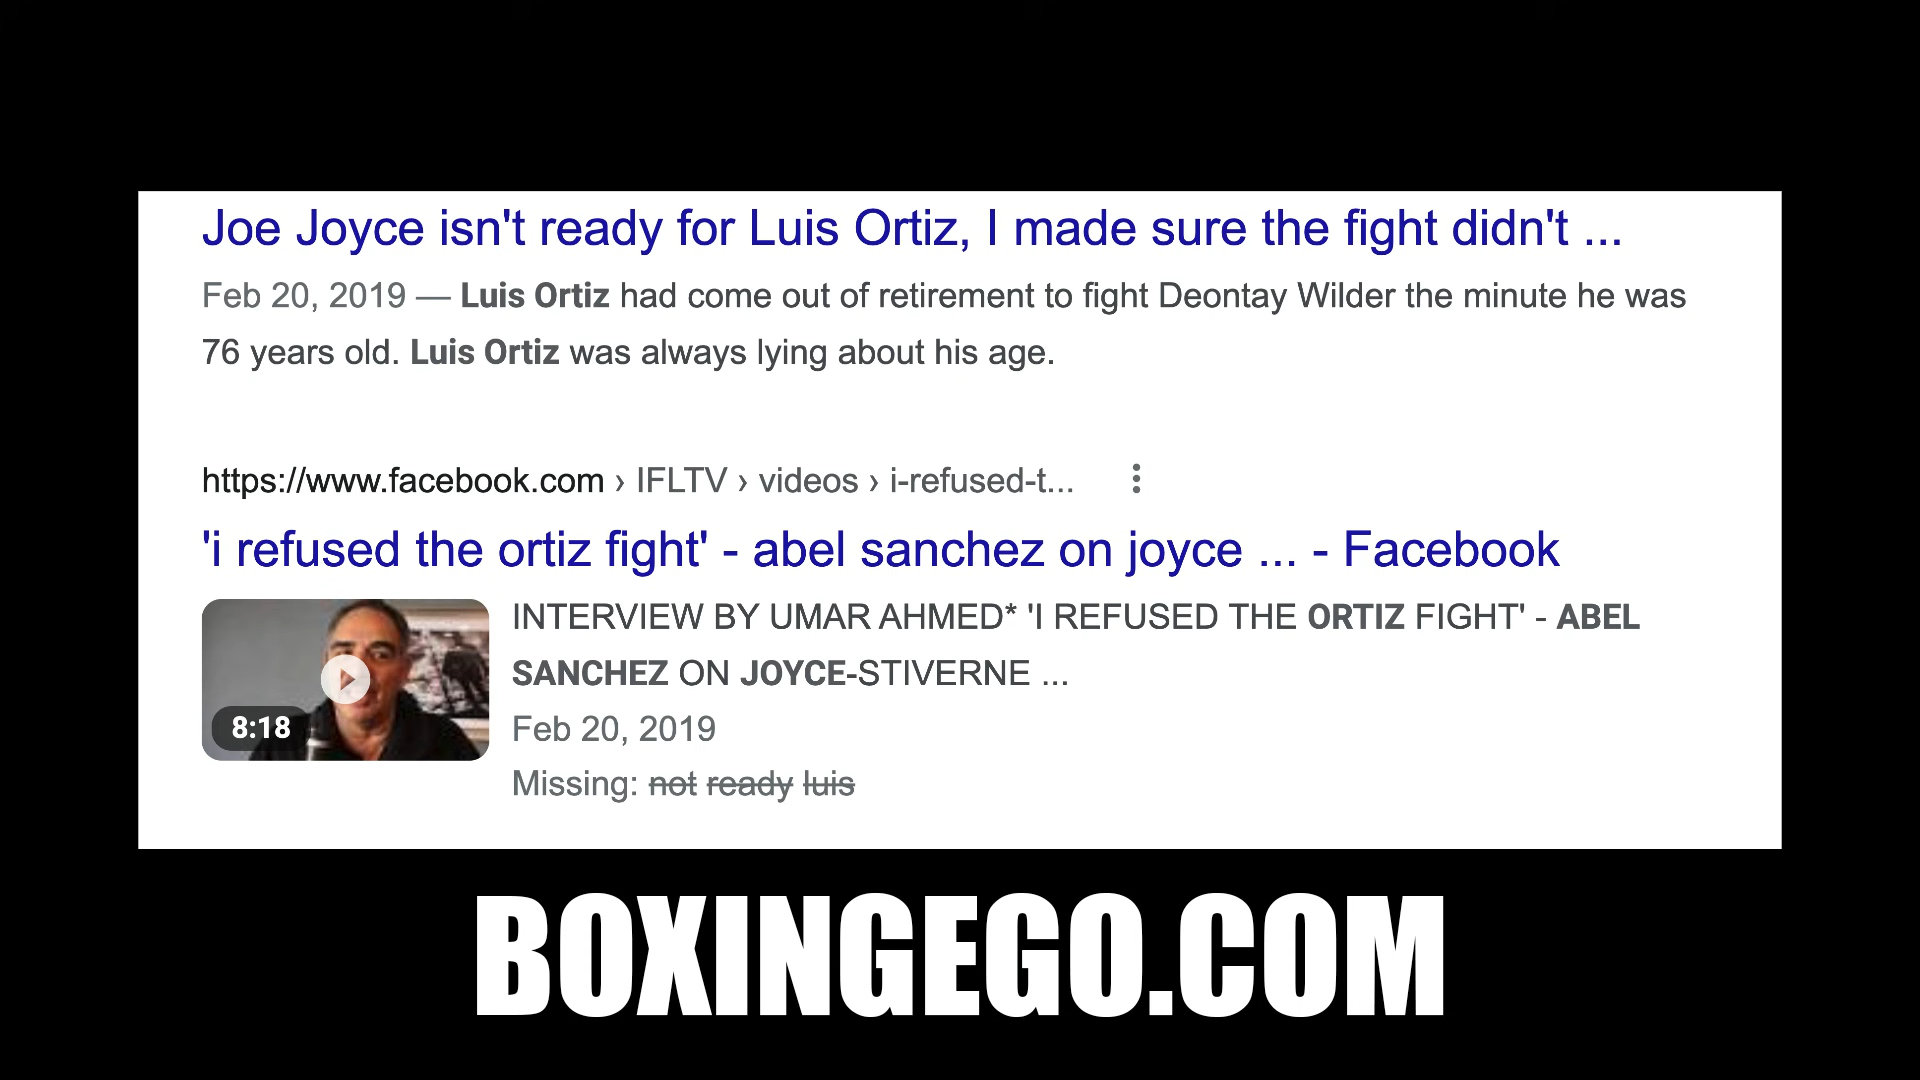 Joe Joyce isn't ready for Luis Ortiz, I made sure the fight didn't ...
Feb 20, 2019 — Luis Ortiz had come out of retirement to fight Deontay Wilder the minute he was
76 years old. Luis Ortiz was always lying about his age.
https://www.facebook.com › IFLTV › videos › i-refused-t...
'i refused the ortiz fight' - abel sanchez on joyce ... - Facebook
INTERVIEW BY UMAR AHMED* 'I REFUSED THE ORTIZ FIGHT' - ABEL
SANCHEZ ON JOYCE-STIVERNE ...
8:18
Feb 20, 2019
Missing: not ready luis
BOXINGEGO.COM